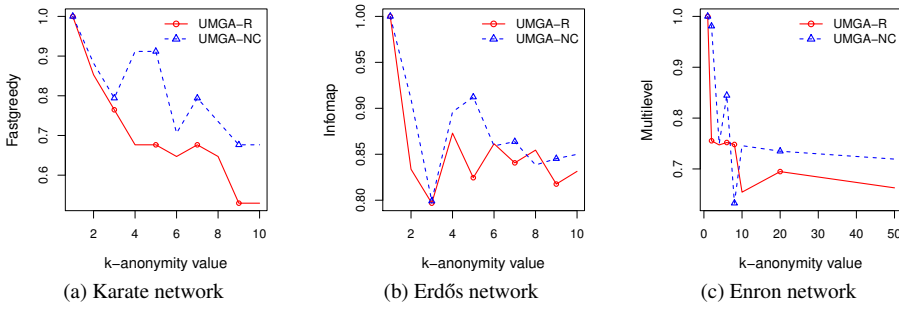 Fastgreedy
1.0
0.9
0.8
0.7
0.6
2 4 6 8 10
k−anonymity value
UMGA−R
UMGA−NC
(a) Karate network
Infomap
1.00
0.95
0.90
0.85
0.80
2 4 6 8 10
k−anonymity value
UMGA−R
UMGA−NC
(b) Erdős network
Multilevel
1.0
0.9
0.8
0.7
0 10 20 30 40 50
k−anonymity value
UMGA−R
UMGA−NC
(c) Enron network